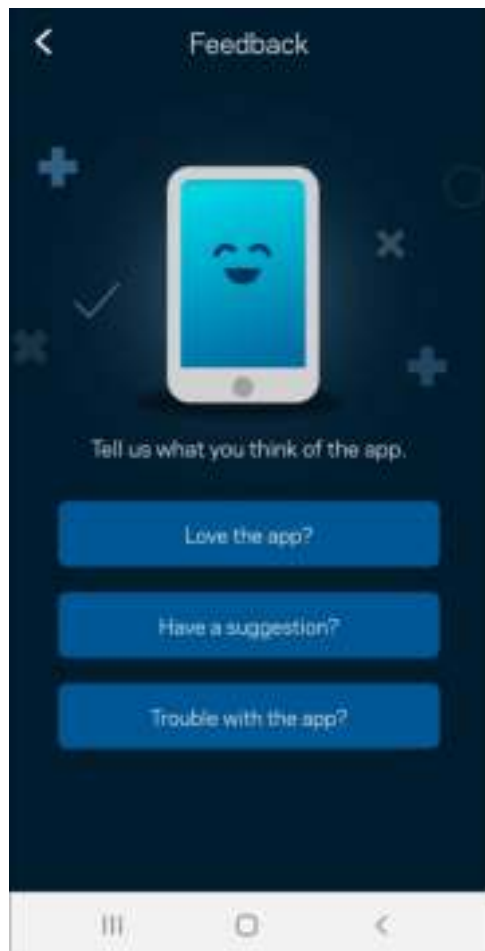 Feedback
Tell us what you think of the app.
Love the app?
Have a suggestion?
Trouble with the app?